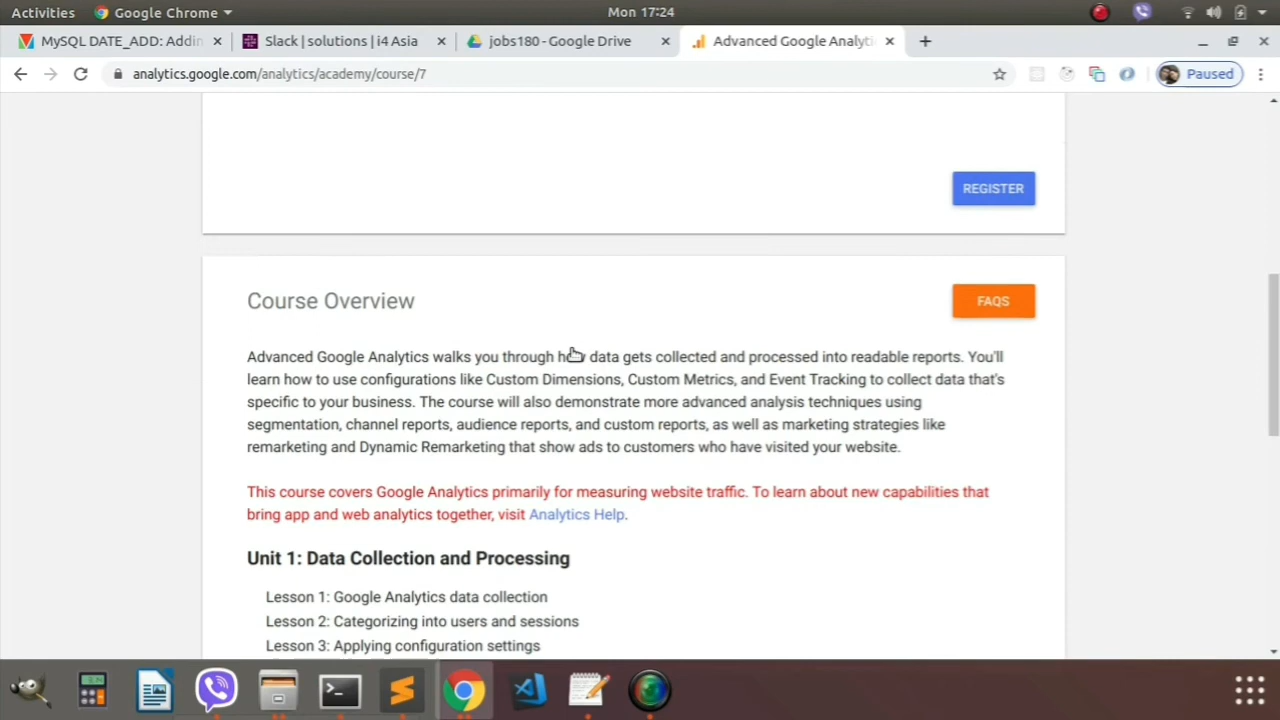 Activities Google Chrome Mon 17:24
MySQL DATE_ADD: Addin Slack | solutions | i4 Asia jobs180 - Google Drive Advanced Google Analyti
analytics.google.com/analytics/academy/course/7 Paused
REGISTER
Course Overview FAQS
Advanced Google Analytics walks you through how data gets collected and processed into readable reports. You'll
learn how to use configurations like Custom Dimensions, Custom Metrics, and Event Tracking to collect data that's
specific to your business. The course will also demonstrate more advanced analysis techniques using
segmentation, channel reports, audience reports, and custom reports, as well as marketing strategies like
remarketing and Dynamic Remarketing that show ads to customers who have visited your website.
This course covers Google Analytics primarily for measuring website traffic. To learn about new capabilities that
bring app and web analytics together, visit Analytics Help.
Unit 1: Data Collection and Processing
Lesson 1: Google Analytics data collection
Lesson 2: Categorizing into users and sessions
Lesson 3: Applying configuration settings